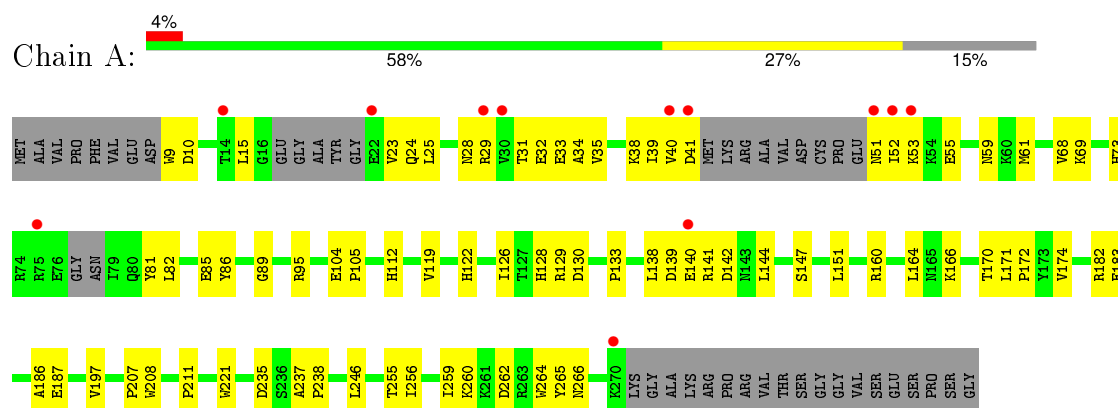 4%
Chain A:
58% 27% 15%
MET ALA VAL PRO PHE VAL GLU ASP W9 D10 T14 L15 G16 GLU GLY ALA TYR GLY E22 V23 Q24 L25 N28 R29 V30 T31 E32 E33 A34 V35 K38 I39 V40 D41 MET LYS ARG ALA VAL ASP CYS PRO GLU N51 I52 K53 K54 E55 N59 K60 M61 V68 K69
R74 R75 E76 GLY ASN I79 Q80 Y81 L82 E85 Y86 G89 R95 E104 P105 H112 V119 H122 I126 T127 H128 R129 D130 P133 L138 D139 E140 R141 D142 N143 L144 S147 L151 R160 L164 N165 K166 T170 L171 P172 Y173 V174 R182
A186 E187 V197 P207 W208 P211 W221 D235 S236 A237 P238 L246 T255 I256 I259 K260 K261 D262 R263 W264 Y265 N266 K270 LYS GLY ALA LYS ARG PRO ARG VAL THR SER GLY GLY VAL SER GLU SER PRO SER GLY